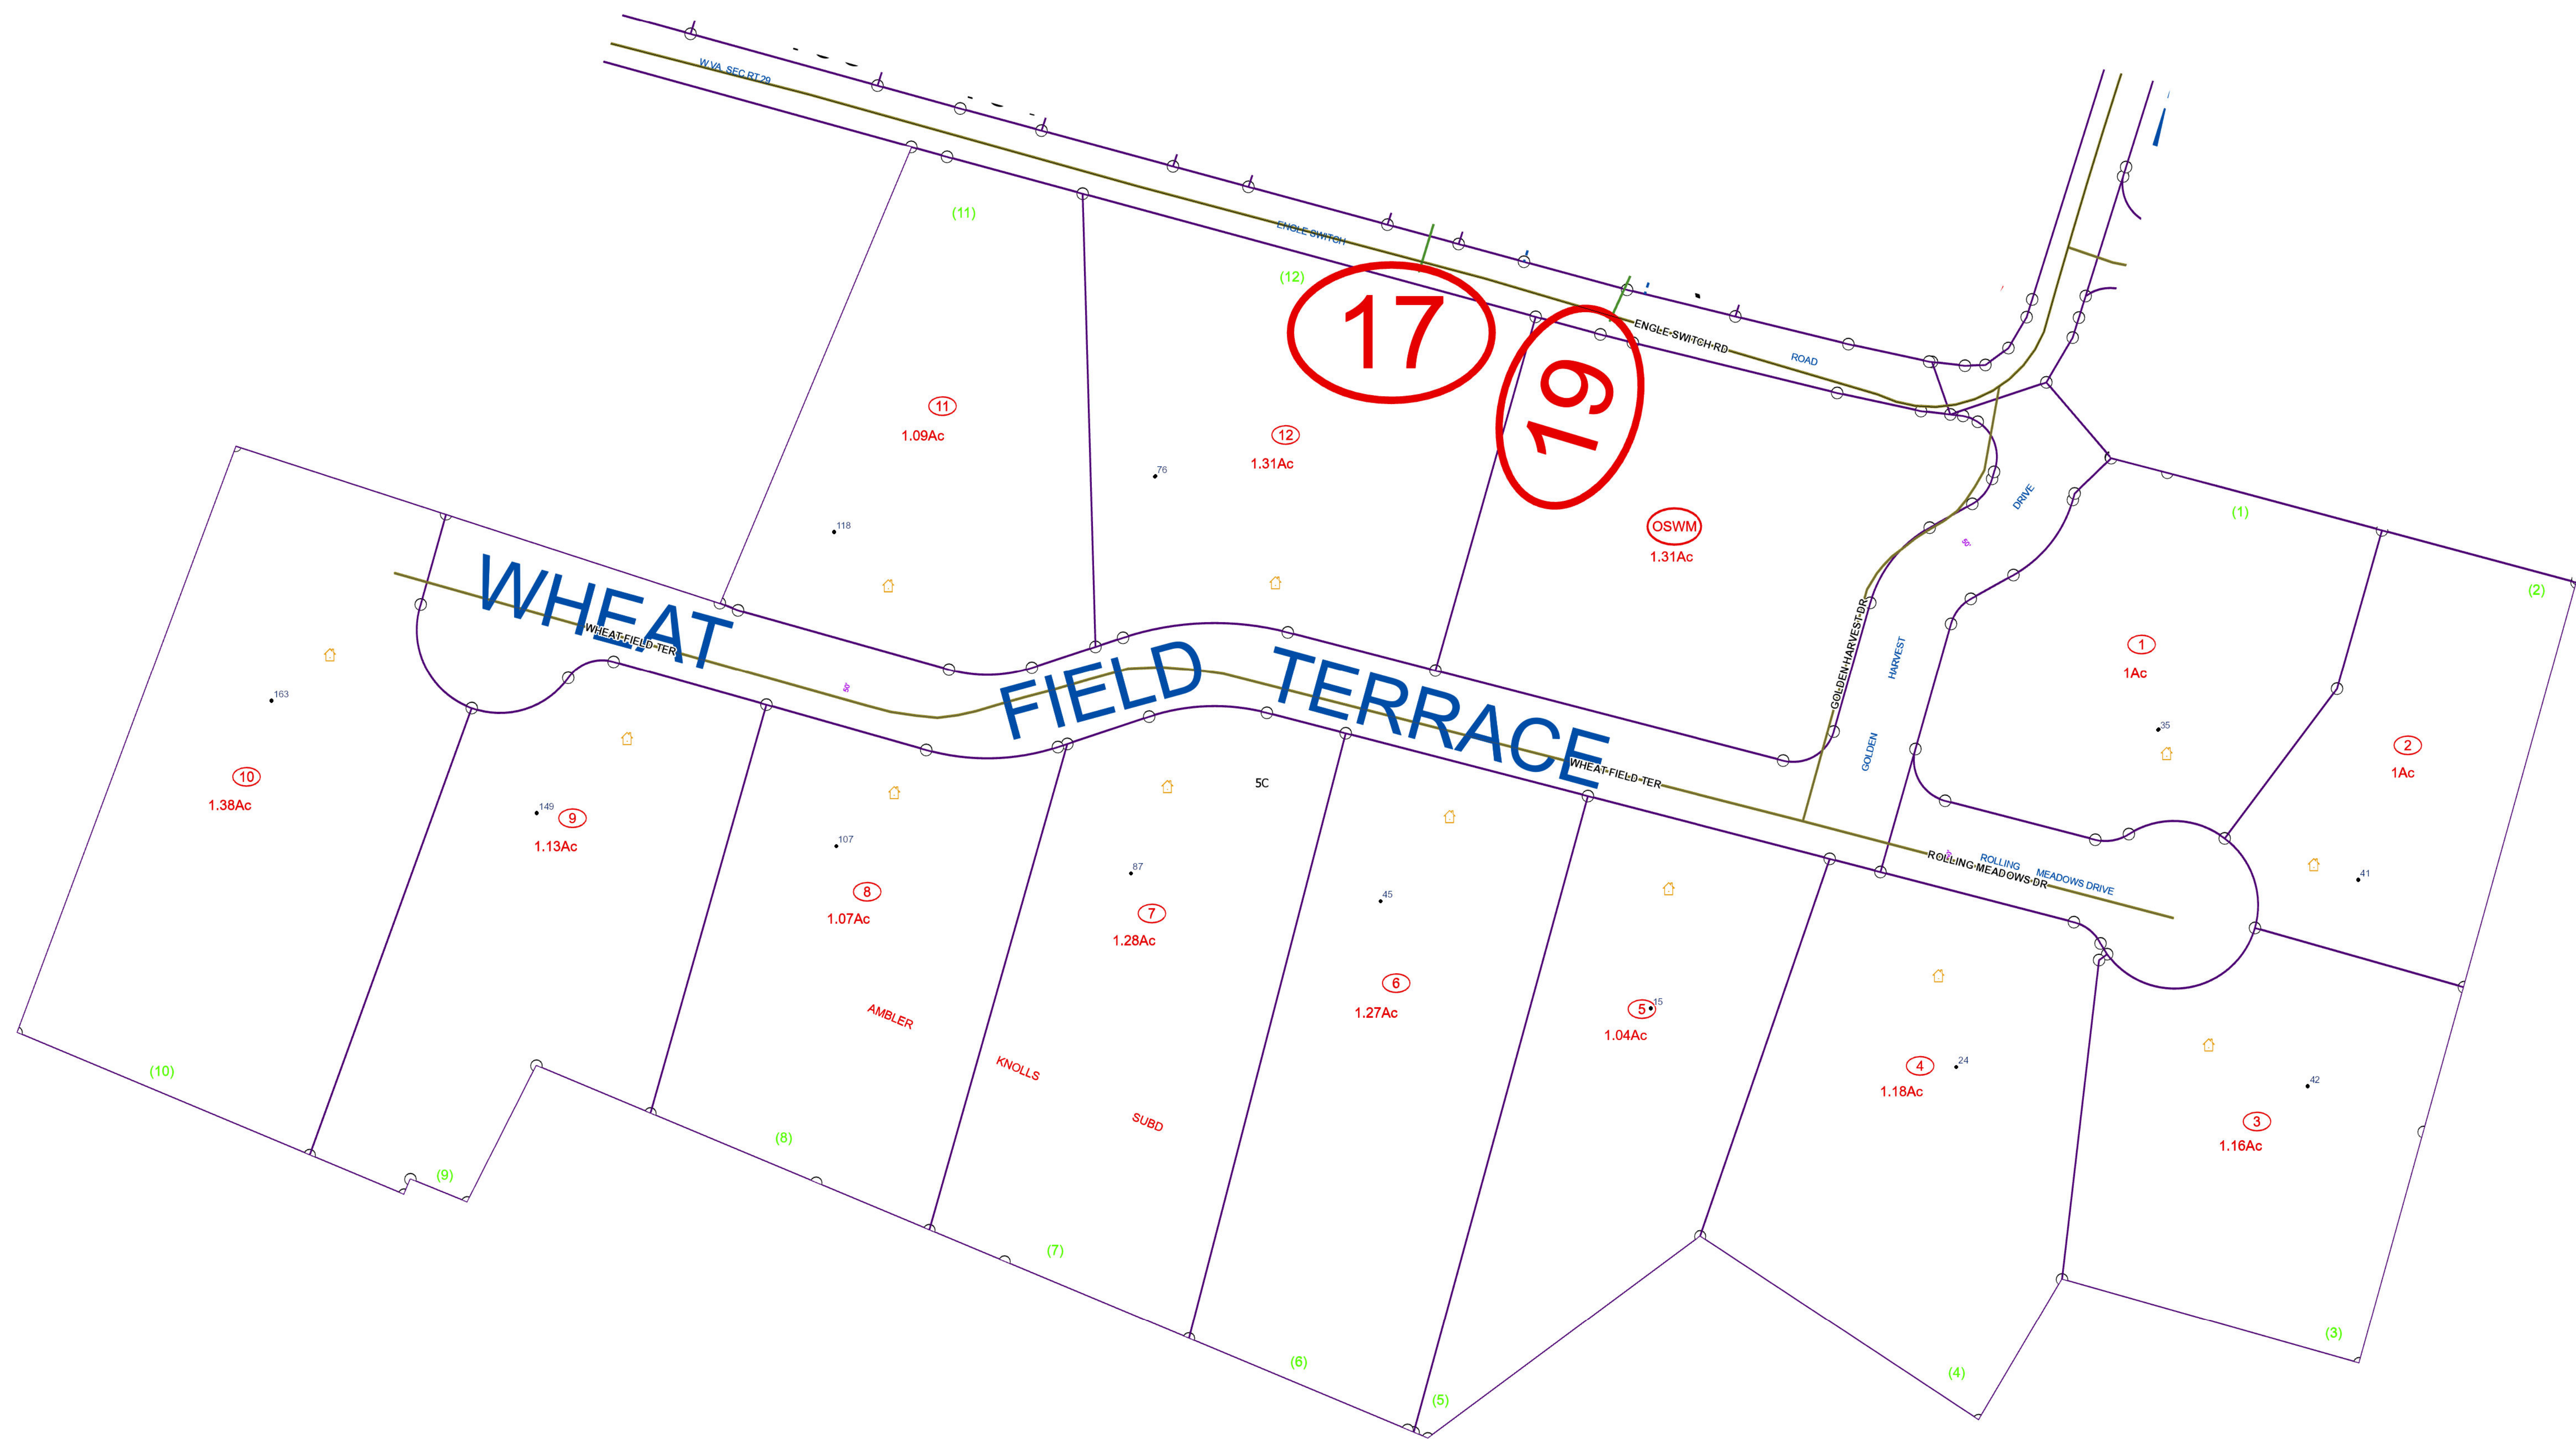 W.VA. SEC.RT.29
ENGLE SWITCH
(11)
(12)
17
19
ENGLE SWITCH RD
ROAD
11
1.09Ac
12
1.31Ac
76
118
OSWM
1.31Ac
DRIVE
50'
(1)
(2)
WHEAT
WHEAT FIELD TER
50'
FIELD
TERRACE
WHEAT FIELD TER
GOLDEN HARVEST DR
HARVEST
GOLDEN
1
1Ac
35
2
1Ac
41
163
10
1.38Ac
149
9
1.13Ac
107
8
1.07Ac
5C
87
7
1.28Ac
45
6
1.27Ac
15
5
1.04Ac
ROLLING MEADOWS DR
ROLLING
MEADOWS DRIVE
24
4
1.18Ac
42
3
1.16Ac
AMBLER
KNOLLS
SUBD
(10)
(9)
(8)
(7)
(6)
(5)
(4)
(3)